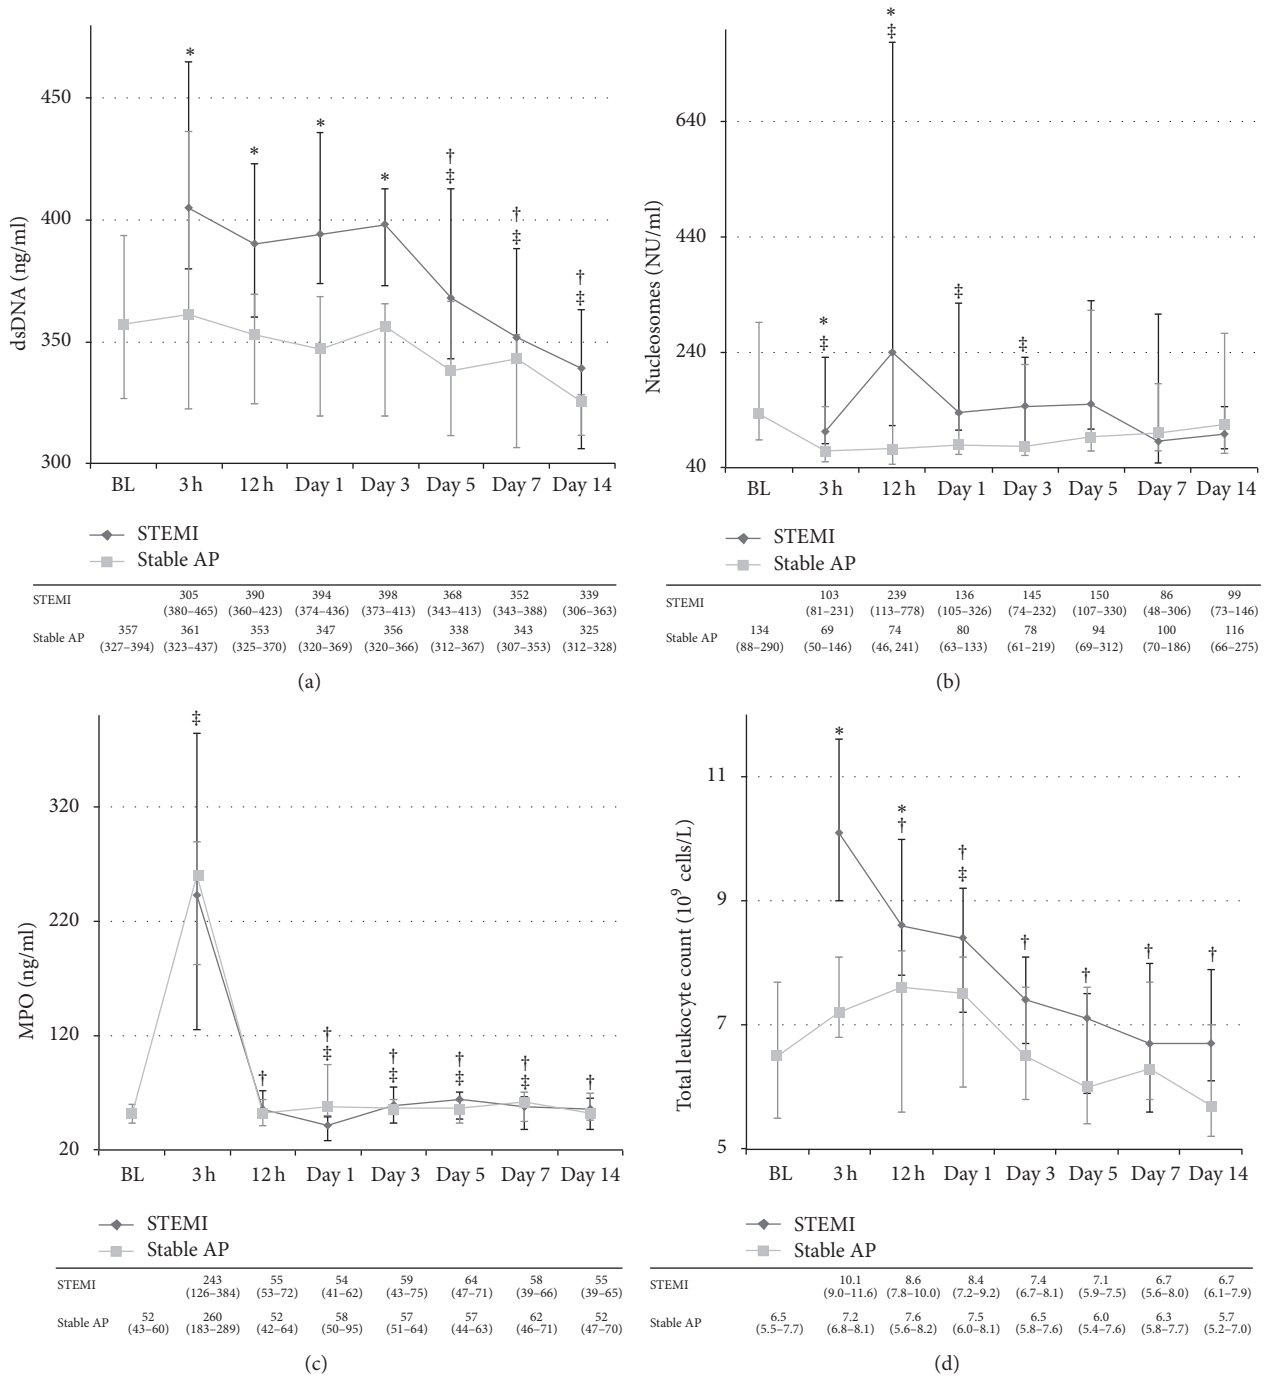 dsDNA (ng/ml)
450
400
350
300
* * * * † ‡ † ‡ † ‡
BL 3 h 12 h Day 1 Day 3 Day 5 Day 7 Day 14
STEMI
Stable AP
STEMI 305 390 394 398 368 352 339
(380–465) (360–423) (374–436) (373–413) (343–413) (343–388) (306–363)
Stable AP 357 361 353 347 356 338 343 325
(327–394) (323–437) (325–370) (320–369) (320–366) (312–367) (307–353) (312–328)
(a)
Nucleosomes (NU/ml)
640
440
240
40
* ‡ * ‡ ‡ ‡
BL 3 h 12 h Day 1 Day 3 Day 5 Day 7 Day 14
STEMI
Stable AP
STEMI 103 239 136 145 150 86 99
(81–231) (113–778) (105–326) (74–232) (107–330) (48–306) (73–146)
Stable AP 134 69 74 80 78 94 100 116
(88–290) (50–146) (46, 241) (63–133) (61–219) (69–312) (70–186) (66–275)
(b)
MPO (ng/ml)
320
220
120
20
‡ † † ‡ † ‡ † ‡ † ‡ †
BL 3 h 12 h Day 1 Day 3 Day 5 Day 7 Day 14
STEMI
Stable AP
STEMI 243 55 54 59 64 58 55
(126–384) (53–72) (41–62) (43–75) (47–71) (39–66) (39–65)
Stable AP 52 260 52 58 57 57 62 52
(43–60) (183–289) (42–64) (50–95) (51–64) (44–63) (46–71) (47–70)
(c)
Total leukocyte count (10⁹ cells/L)
11
9
7
5
* * † † ‡ † † † †
BL 3 h 12 h Day 1 Day 3 Day 5 Day 7 Day 14
STEMI
Stable AP
STEMI 10.1 8.6 8.4 7.4 7.1 6.7 6.7
(9.0–11.6) (7.8–10.0) (7.2–9.2) (6.7–8.1) (5.9–7.5) (5.6–8.0) (6.1–7.9)
Stable AP 6.5 7.2 7.6 7.5 6.5 6.0 6.3 5.7
(5.5–7.7) (6.8–8.1) (5.6–8.2) (6.0–8.1) (5.8–7.6) (5.4–7.6) (5.8–7.7) (5.2–7.0)
(d)